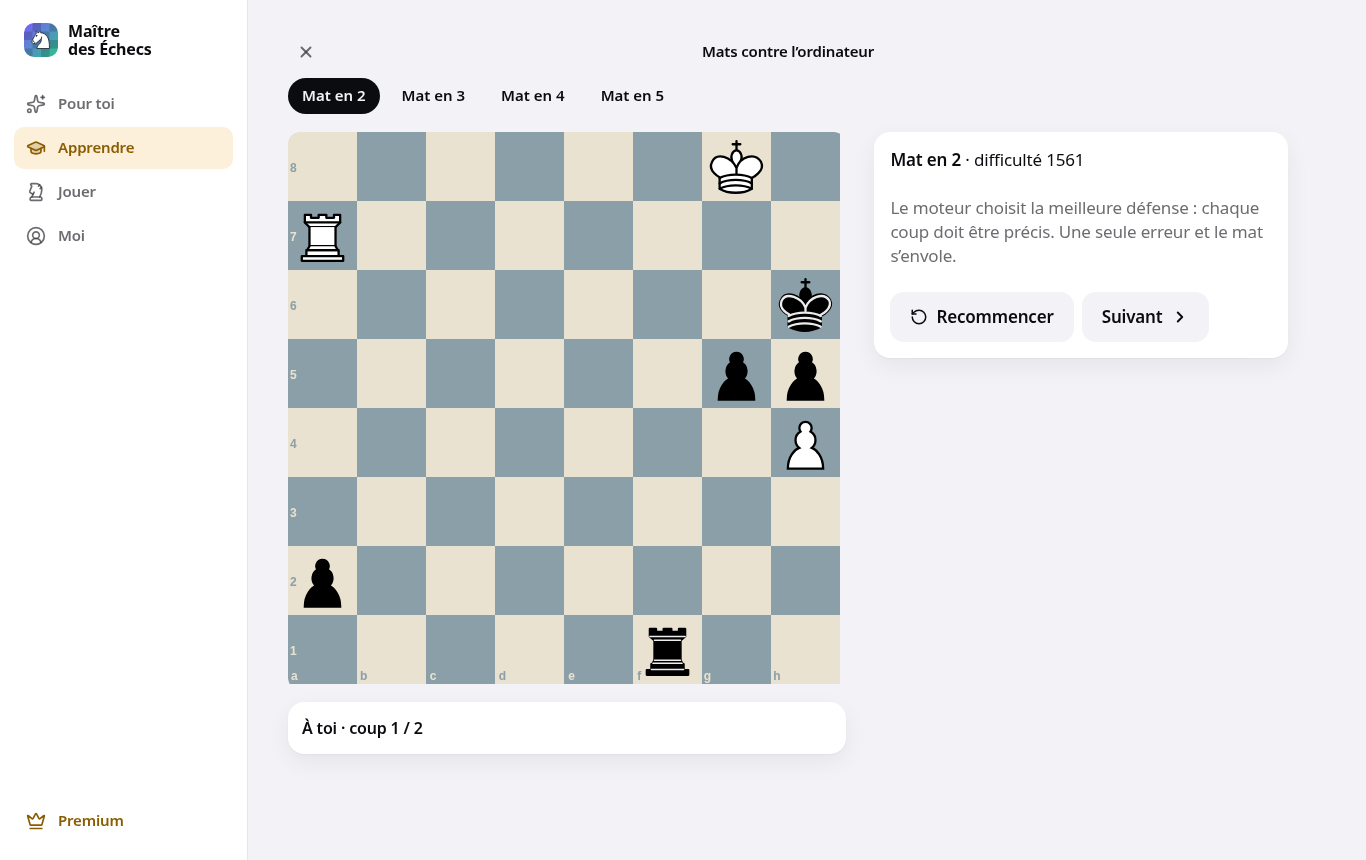 Maître
des Échecs
Pour toi
Apprendre
Jouer
Moi
Premium
Mats contre l’ordinateur
Mat en 2
Mat en 3
Mat en 4
Mat en 5
8
7
6
5
4
3
2
1
a
b
c
d
e
f
g
h
À toi · coup 1 / 2
Mat en 2 · difficulté 1561
Le moteur choisit la meilleure défense : chaque
coup doit être précis. Une seule erreur et le mat
s’envole.
Recommencer
Suivant